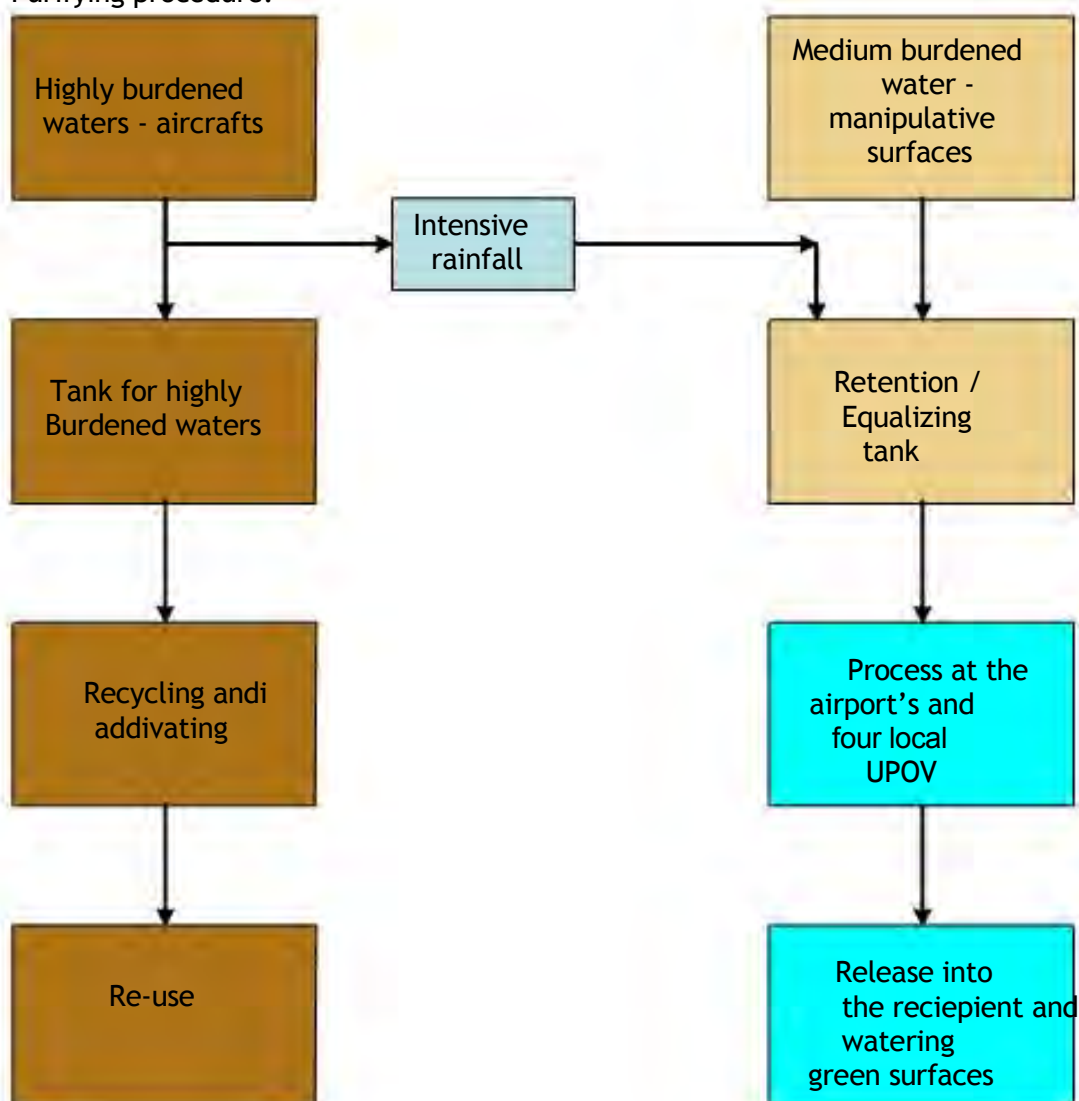 Purifying procedure:
Highly burdened
waters - aircrafts
Medium burdened
water -
manipulative
surfaces
Intensive
rainfall
Tank for highly
Burdened waters
Retention /
Equalizing
tank
Recycling andi
addivating
Process at the
airport’s and
four local
UPOV
Re-use
Release into
the reciepient and
watering
green surfaces